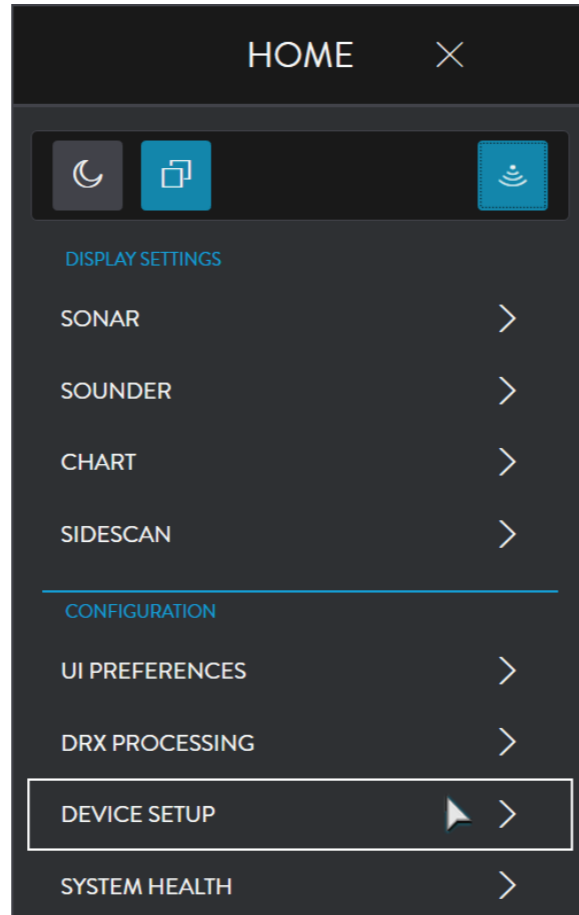 HOME
DISPLAY SETTINGS
SONAR
SOUNDER
CHART
SIDESCAN
CONFIGURATION
UI PREFERENCES
DRX PROCESSING
DEVICE SETUP
SYSTEM HEALTH